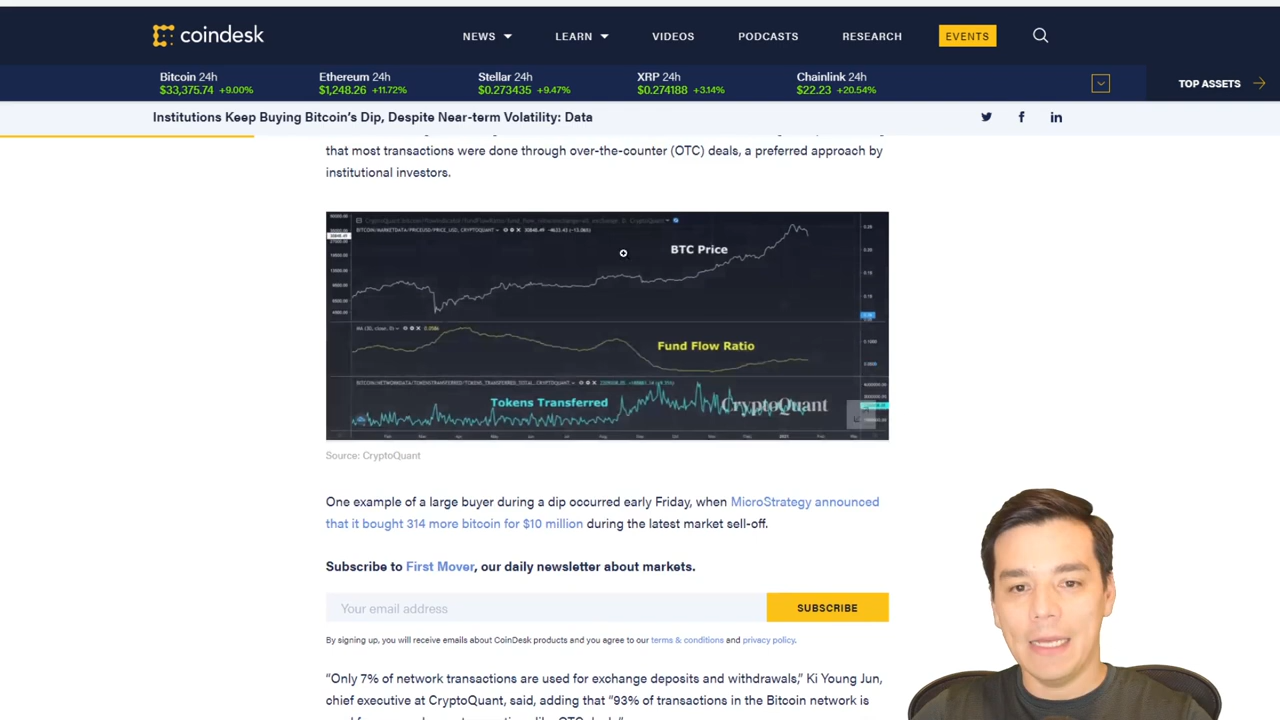 coindesk
NEWS LEARN VIDEOS PODCASTS RESEARCH EVENTS
Bitcoin 24h Ethereum 24h Stellar 24h XRP 24h Chainlink 24h
$33,375.74 +9.00% $1,248.26 +11.72% $0.273435 +9.47% $0.274188 +3.14% $22.23 +20.54%
TOP ASSETS
Institutions Keep Buying Bitcoin's Dip, Despite Near-term Volatility: Data
that most transactions were done through over-the-counter (OTC) deals, a preferred approach by
institutional investors.
BTC Price
Fund Flow Ratio
Tokens Transferred
CryptoQuant
Source: CryptoQuant
One example of a large buyer during a dip occurred early Friday, when MicroStrategy announced
that it bought 314 more bitcoin for $10 million during the latest market sell-off.
Subscribe to First Mover, our daily newsletter about markets.
Your email address
SUBSCRIBE
By signing up, you will receive emails about CoinDesk products and you agree to our terms & conditions and privacy policy.
“Only 7% of network transactions are used for exchange deposits and withdrawals,” Ki Young Jun,
chief executive at CryptoQuant, said, adding that “93% of transactions in the Bitcoin network is